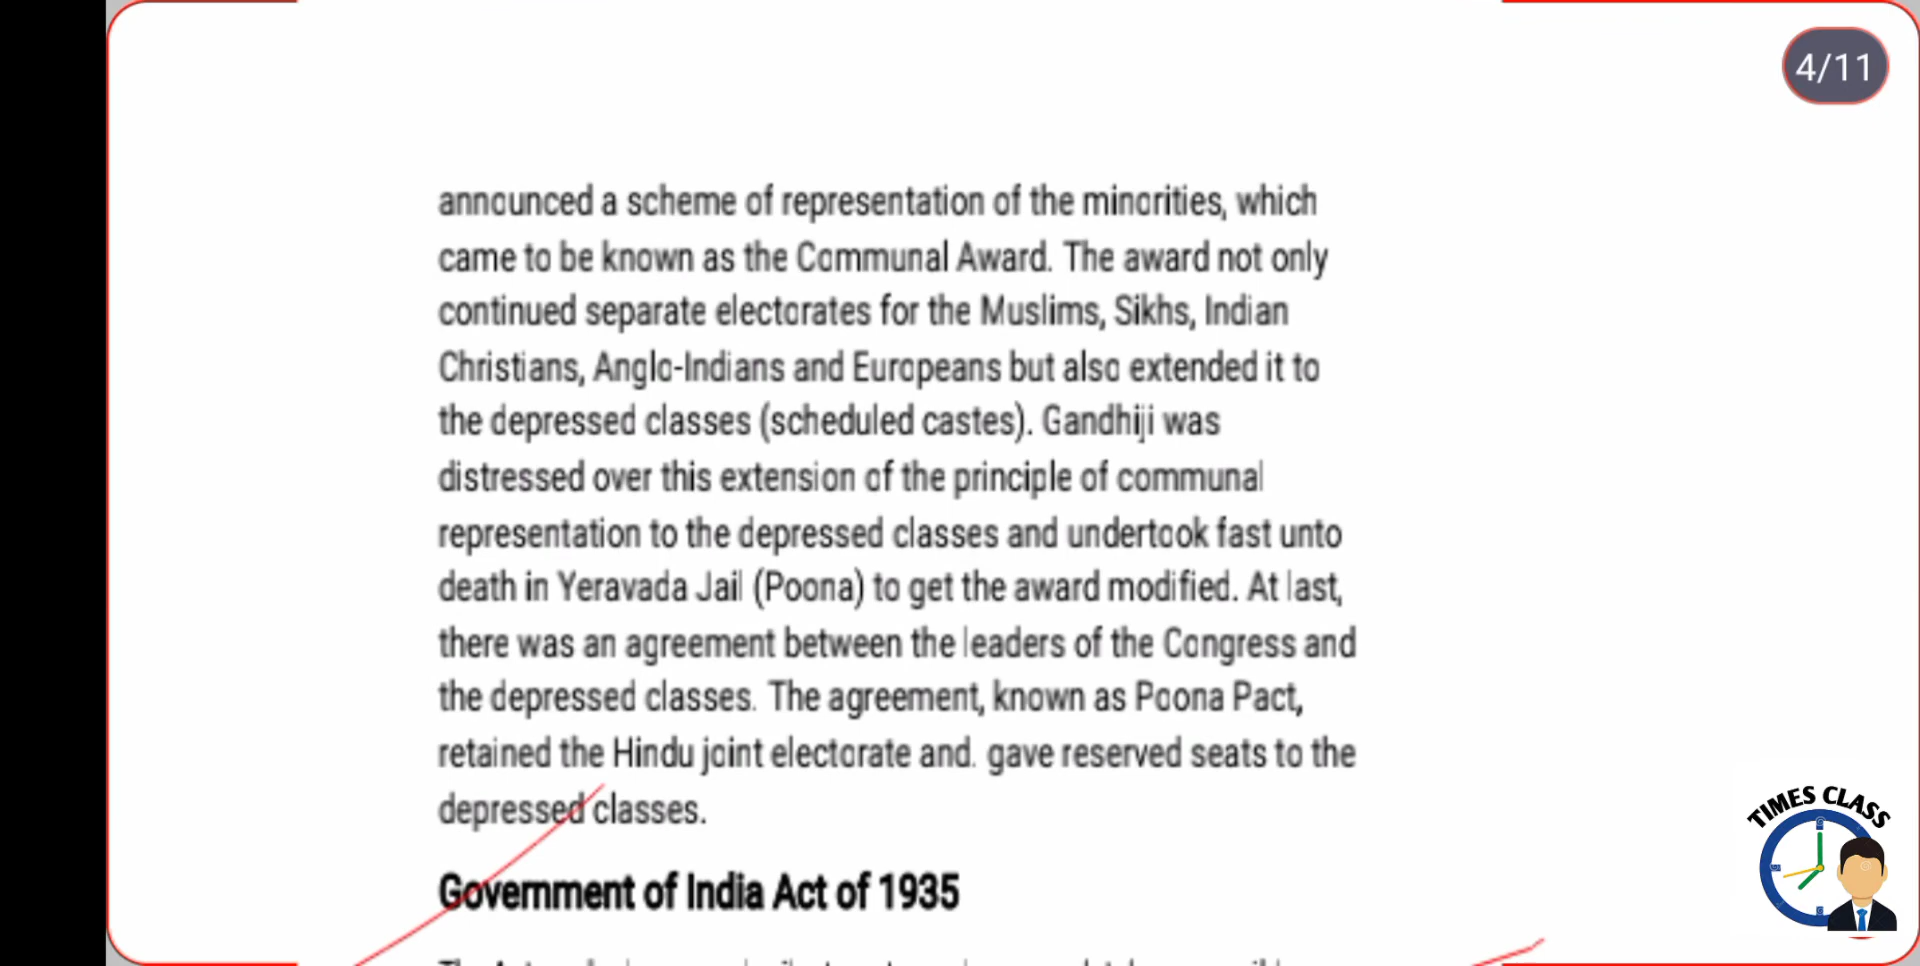 4/11
announced a scheme of representation of the minorities, which
came to be known as the Communal Award. The award not only
continued separate electorates for the Muslims, Sikhs, Indian
Christians, Anglo-Indians and Europeans but also extended it to
the depressed classes (scheduled castes). Gandhiji was
distressed over this extension of the principle of communal
representation to the depressed classes and undertook fast unto
death in Yeravada Jail (Poona) to get the award modified. At last,
there was an agreement between the leaders of the Congress and
the depressed classes. The agreement, known as Poona Pact,
retained the Hindu joint electorate and. gave reserved seats to the
depressed classes.
TIMES CLASS
Government of India Act of 1935